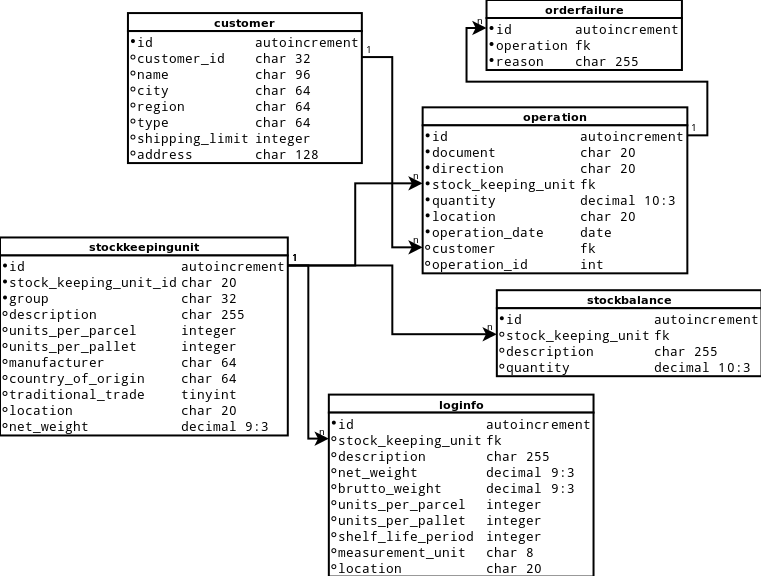 customer
•id autoincrement
°customer_id char 32
°name char 96
°city char 64
°region char 64
°type char 64
°shipping_limit integer
°address char 128
1
orderfailure
•id autoincrement
•operation fk
•reason char 255
n
operation
•id autoincrement
•document char 20
•direction char 20
•stock_keeping_unit fk
•quantity decimal 10:3
•location char 20
•operation_date date
°customer fk
°operation_id int
1
n
n
stockkeepingunit
•id autoincrement
•stock_keeping_unit_id char 20
•group char 32
°description char 255
°units_per_parcel integer
°units_per_pallet integer
°manufacturer char 64
°country_of_origin char 64
°traditional_trade tinyint
°location char 20
°net_weight decimal 9:3
1
stockbalance
•id autoincrement
°stock_keeping_unit fk
°description char 255
°quantity decimal 10:3
n
loginfo
•id autoincrement
°stock_keeping_unit fk
°description char 255
°net_weight decimal 9:3
°brutto_weight decimal 9:3
°units_per_parcel integer
°units_per_pallet integer
°shelf_life_period integer
°measurement_unit char 8
°location char 20
n